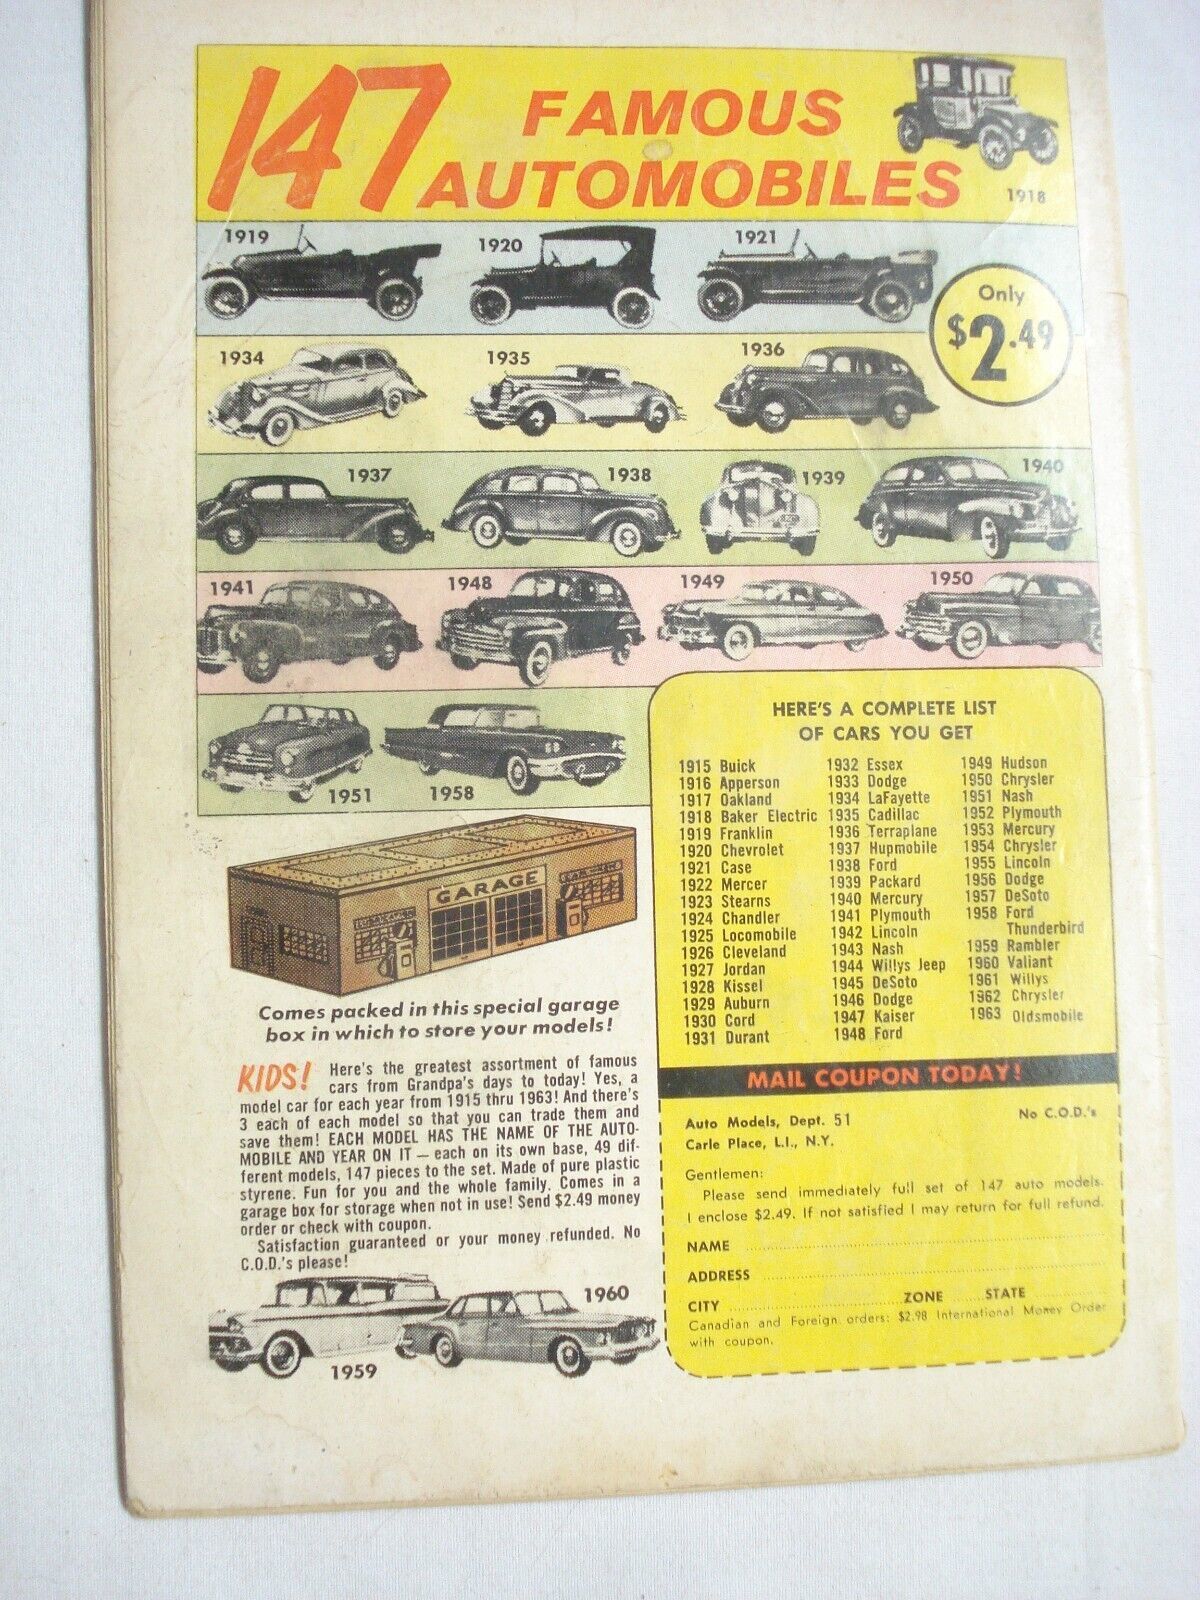 147 FAMOUS
AUTOMOBILES
1918
1919
1920
1921
Only
$2.49
1934
1935
1936
1937
1938
1939
1940
1941
1948
1949
1950
1951
1958
GARAGE
Comes packed in this special garage
box in which to store your models!
KIDS! Here's the greatest assortment of famous
cars from Grandpa's days to today! Yes, a
model car for each year from 1915 thru 1963! And there's
3 each of each model so that you can trade them and
save them! EACH MODEL HAS THE NAME OF THE AUTO-
MOBILE AND YEAR ON IT — each on its own base, 49 dif-
ferent models, 147 pieces to the set. Made of pure plastic
styrene. Fun for you and the whole family. Comes in a
garage box for storage when not in use! Send $2.49 money
order or check with coupon.
Satisfaction guaranteed or your money refunded. No
C.O.D.'s please!
1959
1960
HERE'S A COMPLETE LIST
OF CARS YOU GET
1915 Buick
1916 Apperson
1917 Oakland
1918 Baker Electric
1919 Franklin
1920 Chevrolet
1921 Case
1922 Mercer
1923 Stearns
1924 Chandler
1925 Locomobile
1926 Cleveland
1927 Jordan
1928 Kissel
1929 Auburn
1930 Cord
1931 Durant
1932 Essex
1933 Dodge
1934 LaFayette
1935 Cadillac
1936 Terraplane
1937 Hupmobile
1938 Ford
1939 Packard
1940 Mercury
1941 Plymouth
1942 Lincoln
1943 Nash
1944 Willys Jeep
1945 DeSoto
1946 Dodge
1947 Kaiser
1948 Ford
1949 Hudson
1950 Chrysler
1951 Nash
1952 Plymouth
1953 Mercury
1954 Chrysler
1955 Lincoln
1956 Dodge
1957 DeSoto
1958 Ford
Thunderbird
1959 Rambler
1960 Valiant
1961 Willys
1962 Chrysler
1963 Oldsmobile
MAIL COUPON TODAY!
Auto Models, Dept. 51 No C.O.D.'s
Carle Place, L.I., N.Y.
Gentlemen:
Please send immediately full set of 147 auto models.
I enclose $2.49. If not satisfied I may return for full refund.
NAME
ADDRESS
CITY ZONE STATE
Canadian and Foreign orders: $2.98 International Money Order
with coupon.